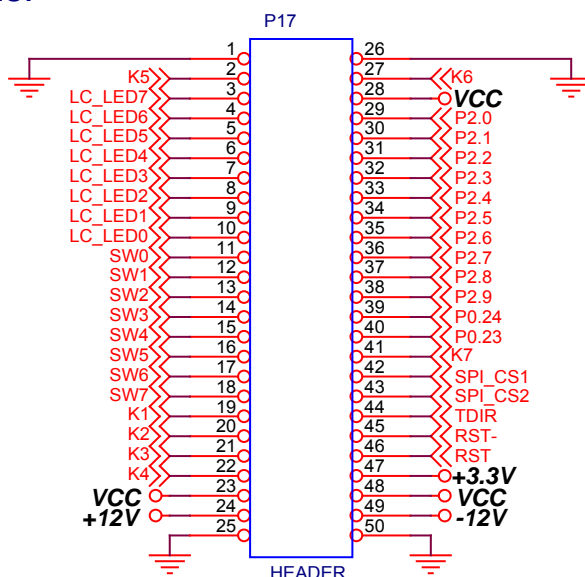 P17
1 26
K5 2 27 K6
LC_LED7 3 28 VCC
LC_LED6 4 29 P2.0
LC_LED5 5 30 P2.1
LC_LED4 6 31 P2.2
LC_LED3 7 32 P2.3
LC_LED2 8 33 P2.4
LC_LED1 9 34 P2.5
LC_LED0 10 35 P2.6
SW0 11 36 P2.7
SW1 12 37 P2.8
SW2 13 38 P2.9
SW3 14 39 P0.24
SW4 15 40 P0.23
SW5 16 41 K7
SW6 17 42 SPI_CS1
SW7 18 43 SPI_CS2
K1 19 44 TDIR
K2 20 45 RST-
K3 21 46 RST
K4 22 47 +3.3V
VCC 23 48 VCC
+12V 24 49 -12V
25 50
HEADER